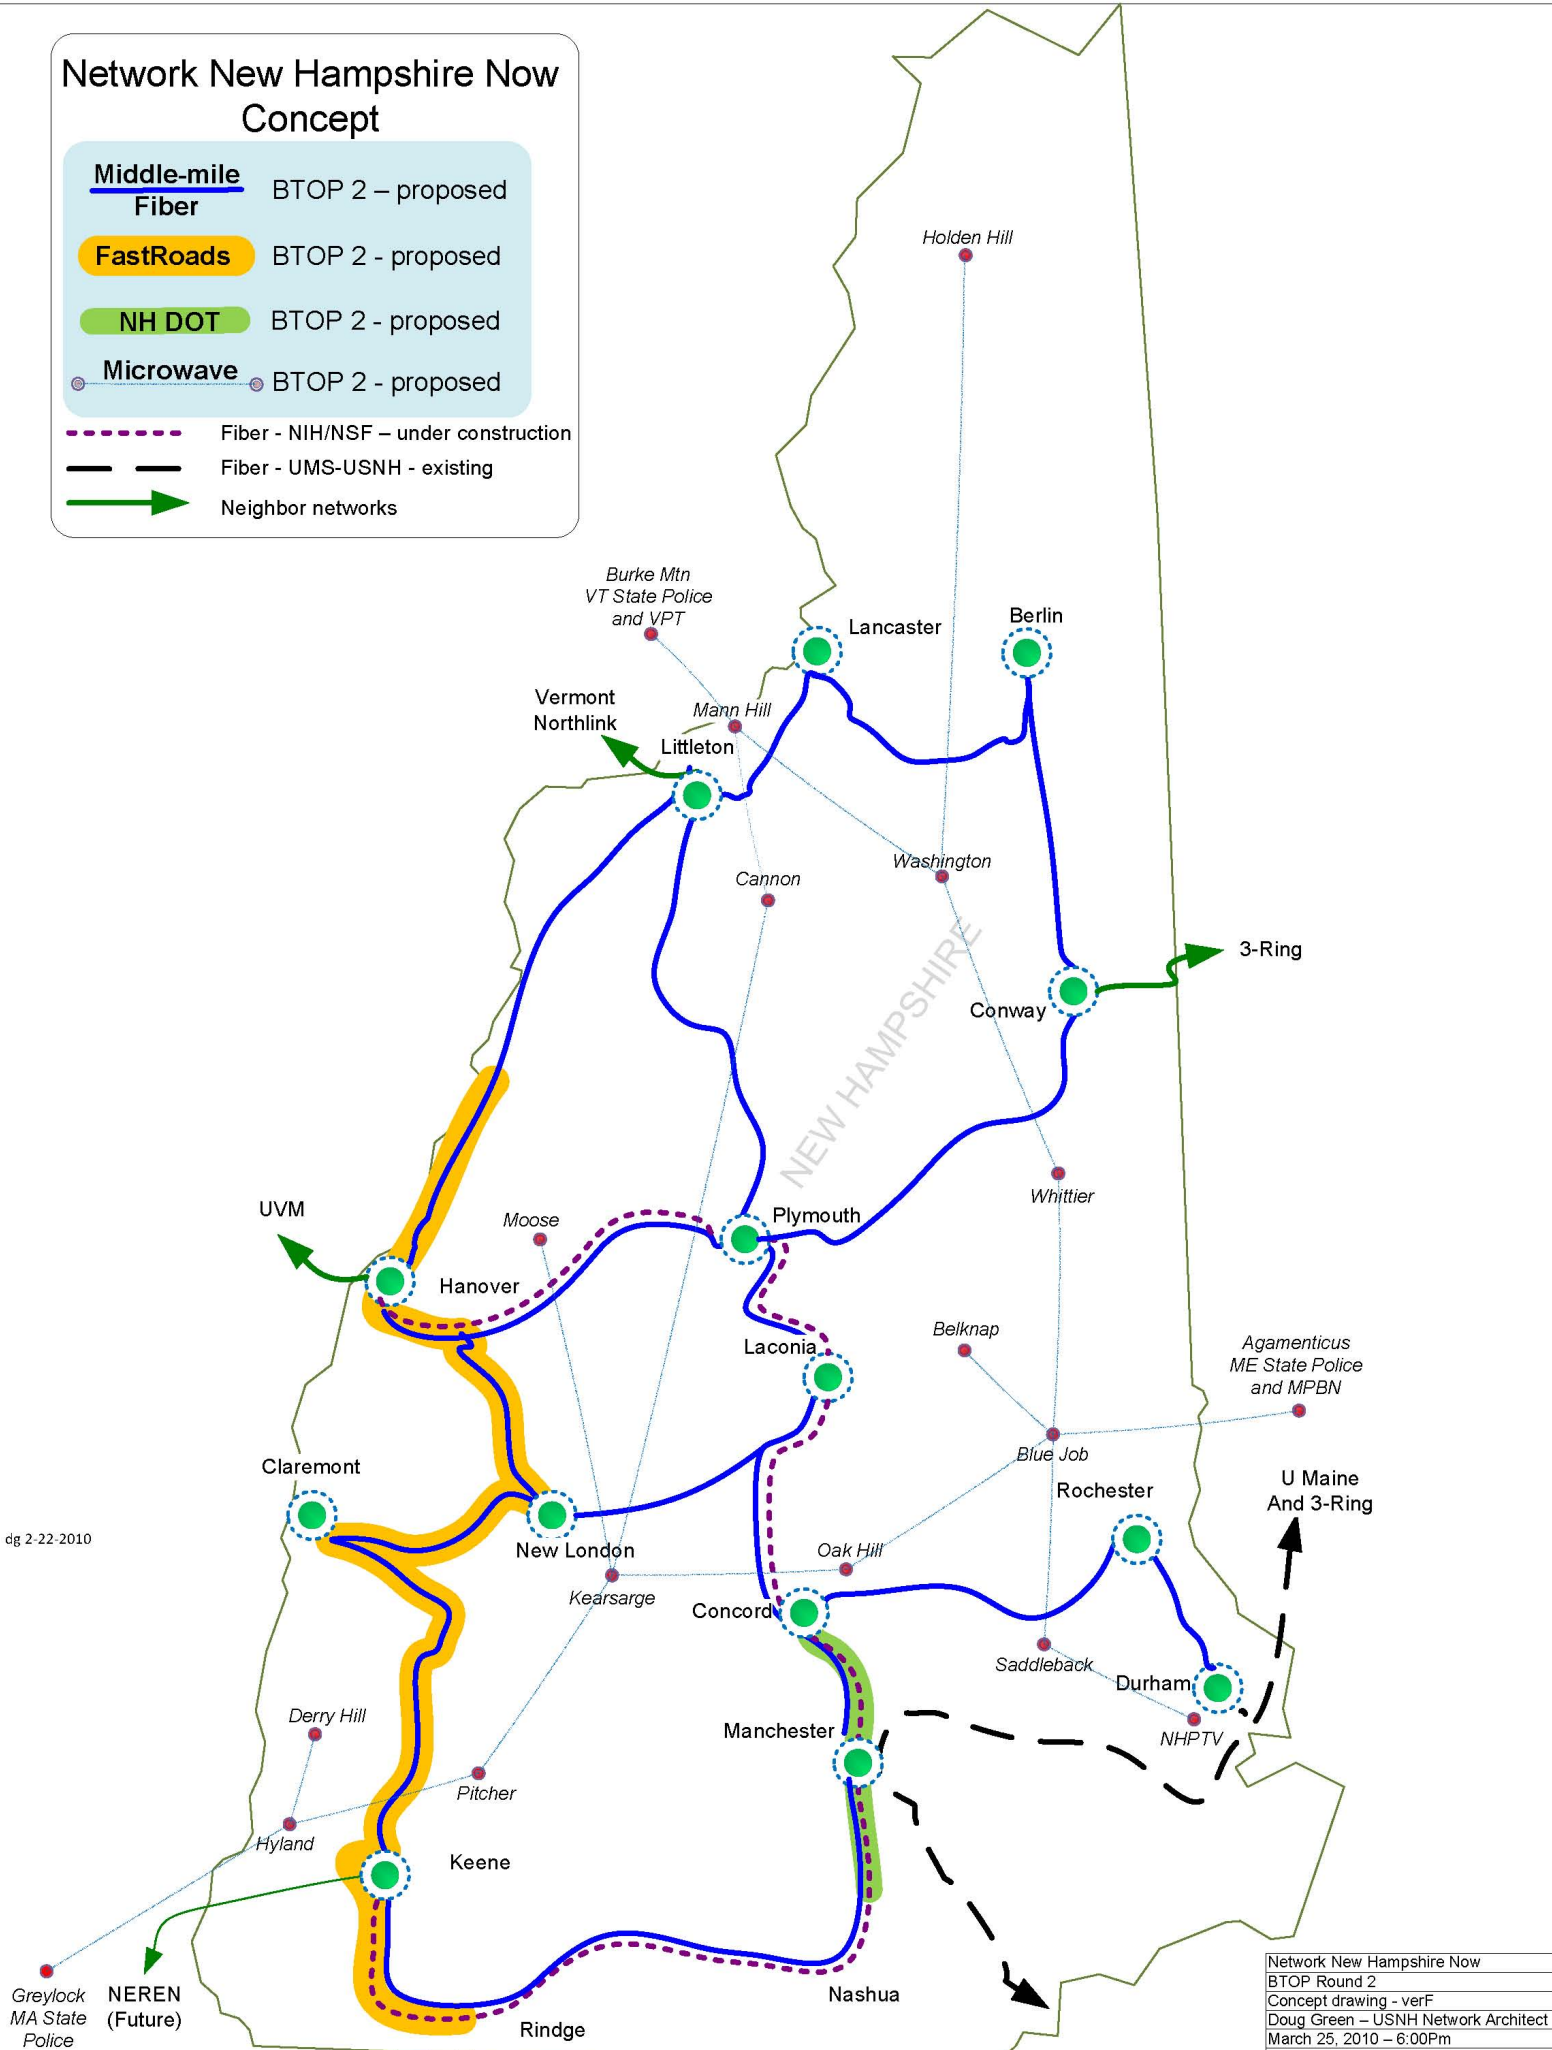 Network New Hampshire Now
Concept
Middle-mile
Fiber
BTOP 2 – proposed
FastRoads
BTOP 2 - proposed
NH DOT
BTOP 2 - proposed
Microwave
BTOP 2 - proposed
Fiber - NIH/NSF – under construction
Fiber - UMS-USNH - existing
Neighbor networks
Holden Hill
Burke Mtn
VT State Police
and VPT
Lancaster
Berlin
Vermont
Northlink
Mann Hill
Littleton
Washington
Cannon
3-Ring
Conway
NEW HAMPSHIRE
Whittier
UVM
Moose
Plymouth
Hanover
Belknap
Laconia
Agamenticus
ME State Police
and MPBN
Blue Job
Claremont
Rochester
U Maine
And 3-Ring
dg 2-22-2010
New London
Oak Hill
Kearsarge
Concord
Saddleback
Durham
Derry Hill
Manchester
NHPTV
Pitcher
Hyland
Keene
Greylock
MA State
Police
NEREN
(Future)
Nashua
Rindge
Network New Hampshire Now
BTOP Round 2
Concept drawing - verF
Doug Green – USNH Network Architect
March 25, 2010 – 6:00Pm